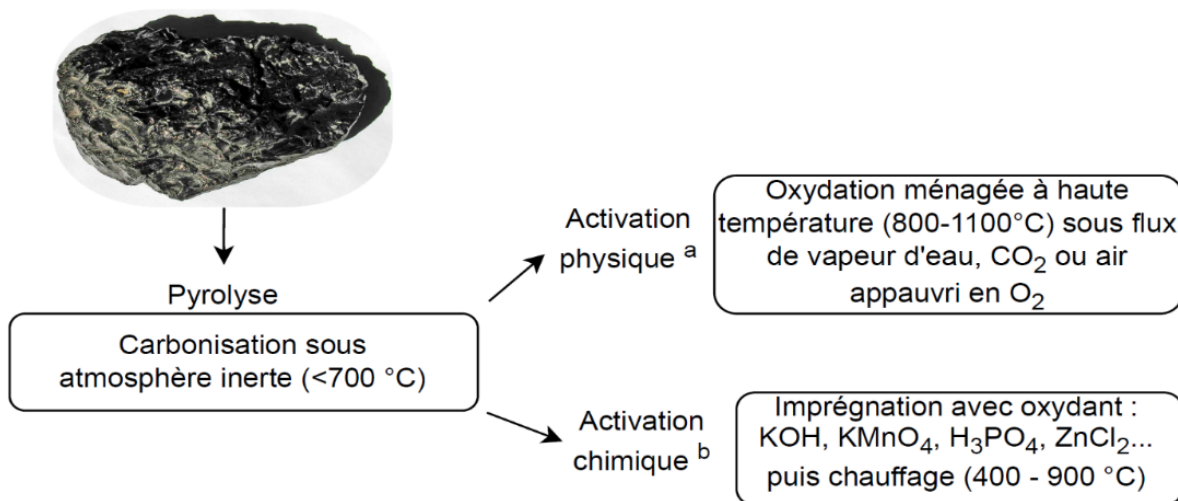 Pyrolyse
Carbonisation sous
atmosphère inerte (<700 °C)
Activation
physique a
Oxydation ménagée à haute
température (800-1100°C) sous flux
de vapeur d'eau, CO2 ou air
appauvri en O2
Activation
chimique b
Imprégnation avec oxydant :
KOH, KMnO4, H3PO4, ZnCl2...
puis chauffage (400 - 900 °C)